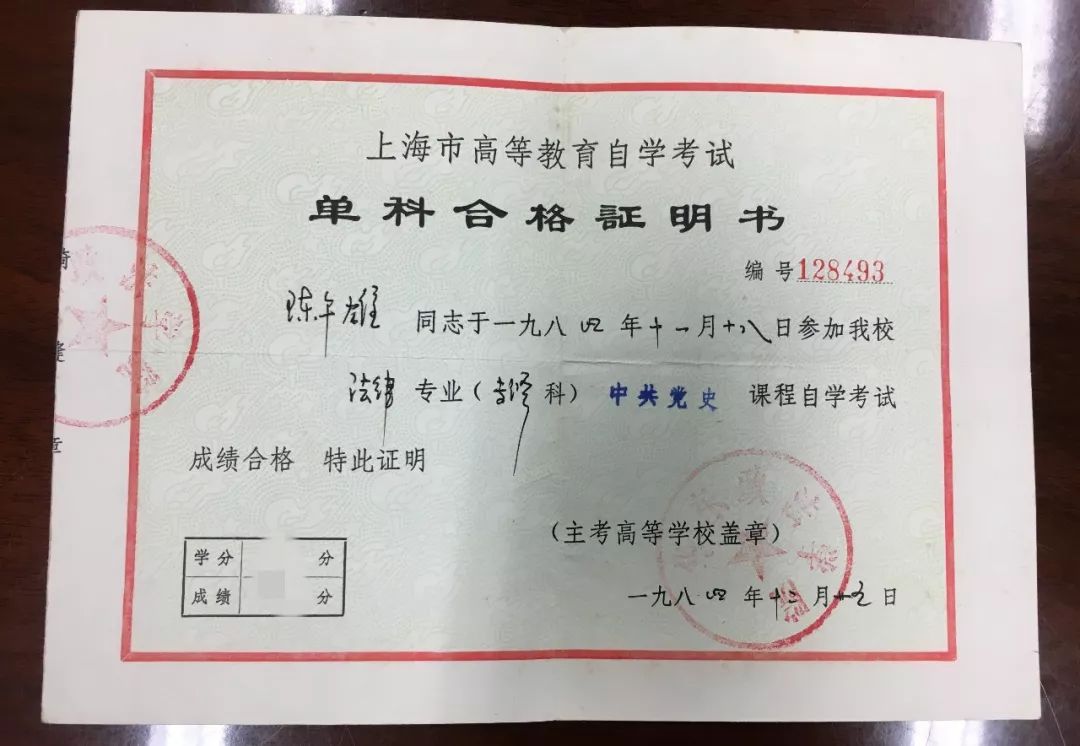 上海市高等教育自学考试
单科合格証明书
编号128493
陈午雄 同志于一九八四年十一月十八日参加我校
法律 专业（专修科） 中共党史 课程自学考试
成绩合格 特此证明
（主考高等学校盖章）
学分 分
成绩 分
一九八四年十二月十五日
骑
缝
章